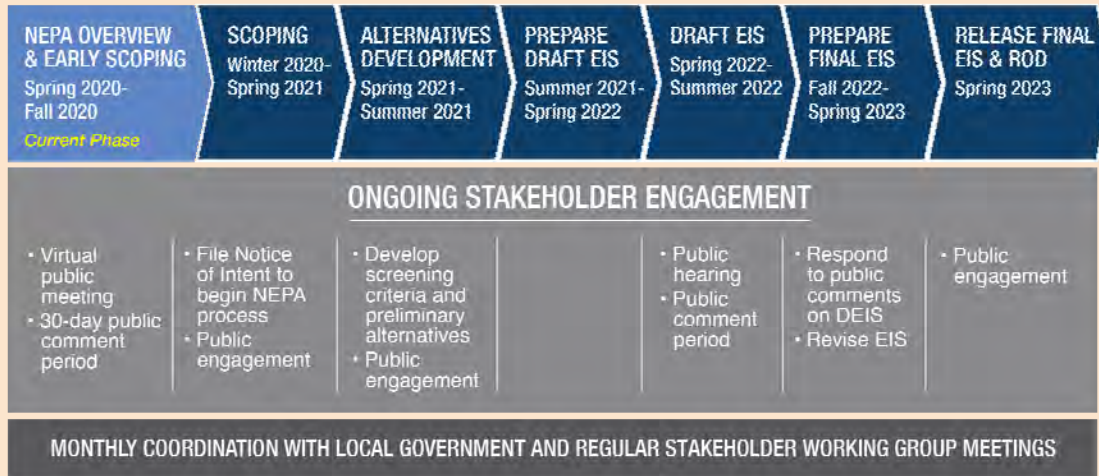 NEPA OVERVIEW
& EARLY SCOPING
Spring 2020-
Fall 2020
Current Phase
SCOPING
Winter 2020-
Spring 2021
ALTERNATIVES
DEVELOPMENT
Spring 2021-
Summer 2021
PREPARE
DRAFT EIS
Summer 2021-
Spring 2022
DRAFT EIS
Spring 2022-
Summer 2022
PREPARE
FINAL EIS
Fall 2022-
Spring 2023
RELEASE FINAL
EIS & ROD
Spring 2023
ONGOING STAKEHOLDER ENGAGEMENT
• Virtual
public
meeting
• 30-day public
comment
period
• File Notice
of Intent to
begin NEPA
process
• Public
engagement
• Develop
screening
criteria and
preliminary
alternatives
• Public
engagement
• Public
hearing
• Public
comment
period
• Respond
to public
comments
on DEIS
• Revise EIS
• Public
engagement
MONTHLY COORDINATION WITH LOCAL GOVERNMENT AND REGULAR STAKEHOLDER WORKING GROUP MEETINGS